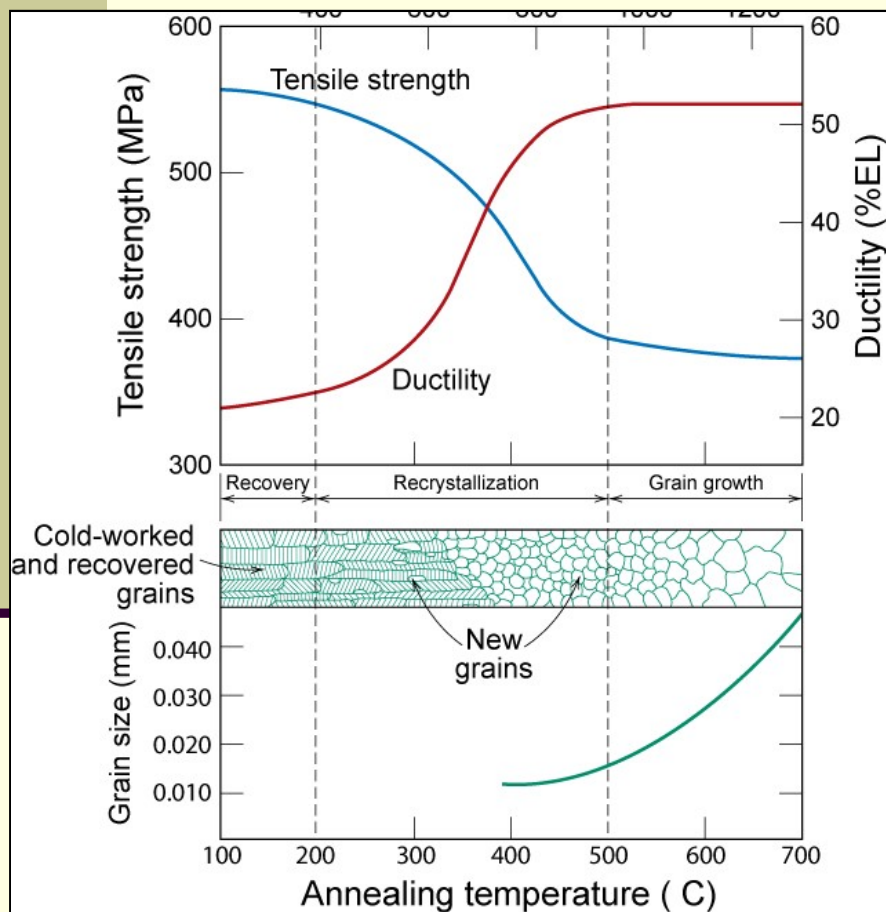 600
500
400
300
Tensile strength (MPa)
Tensile strength
Ductility
60
50
40
30
20
Ductility (%EL)
Recovery
Recrystallization
Grain growth
Cold-worked
and recovered
grains
New
grains
0.040
0.030
0.020
0.010
Grain size (mm)
100 200 300 400 500 600 700
Annealing temperature ( C)